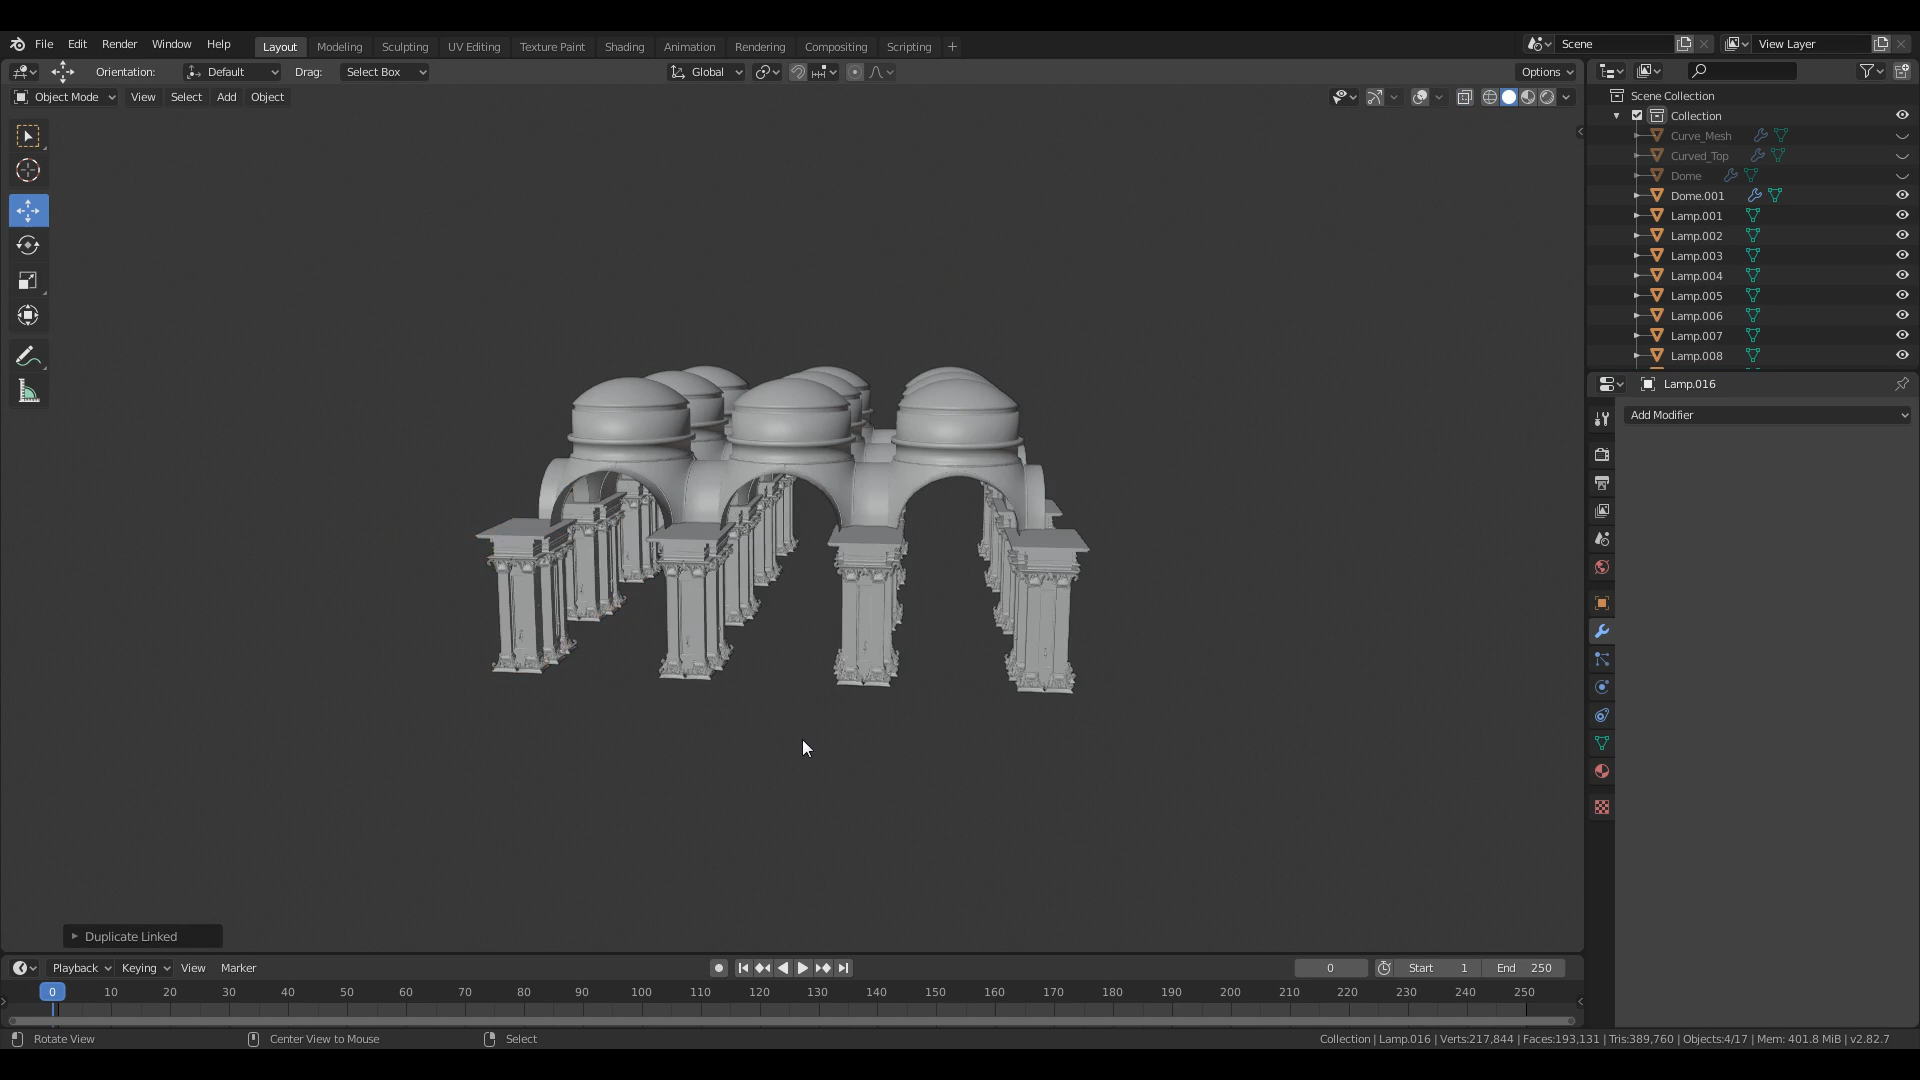 File Edit Render Window Help Layout Modeling Sculpting UV Editing Texture Paint Shading Animation Rendering Compositing Scripting + Scene View Layer
Orientation: Default Drag: Select Box Global Options
Object Mode View Select Add Object
Scene Collection
Collection
Curve_Mesh
Curved_Top
Dome
Dome.001
Lamp.001
Lamp.002
Lamp.003
Lamp.004
Lamp.005
Lamp.006
Lamp.007
Lamp.008
Lamp.016
Add Modifier
Duplicate Linked
Playback Keying View Marker 0 Start 1 End 250
0 10 20 30 40 50 60 70 80 90 100 110 120 130 140 150 160 170 180 190 200 210 220 230 240 250
Rotate View Center View to Mouse Select Collection | Lamp.016 | Verts:217,844 | Faces:193,131 | Tris:389,760 | Objects:4/17 | Mem: 401.8 MiB | v2.82.7